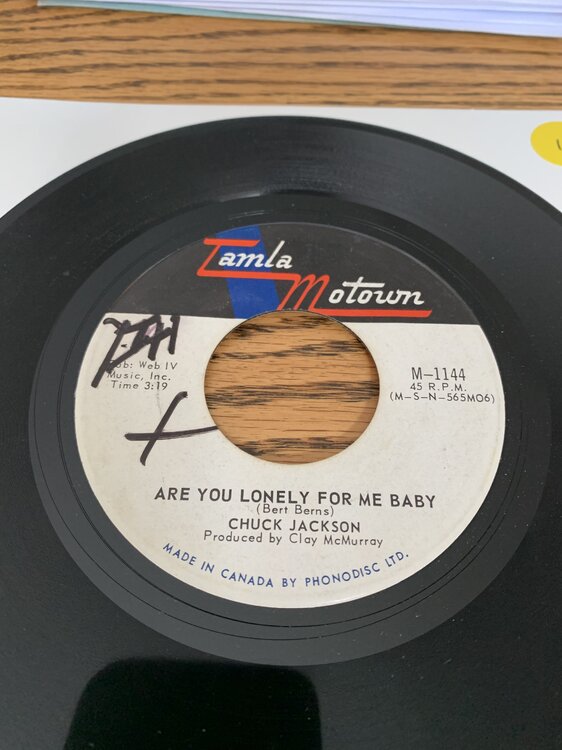 Tamla
Motown
Pub: Web IV
Music, Inc.
Time 3:19
M-1144
45 R.P.M.
(M-S-N-565M06)
ARE YOU LONELY FOR ME BABY
(Bert Berns)
CHUCK JACKSON
Produced by Clay McMurray
MADE IN CANADA BY PHONODISC LTD.